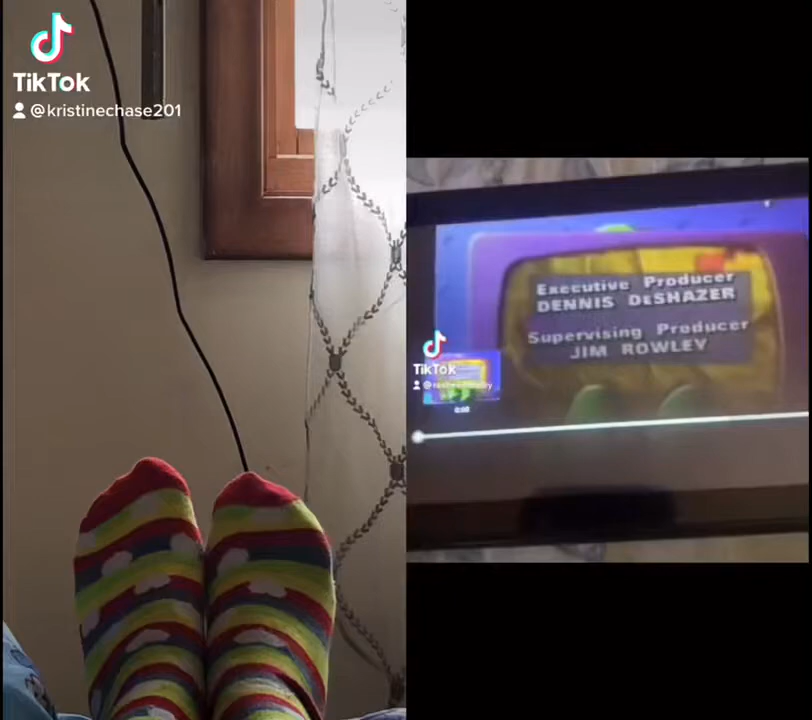 TikTok
@kristinechase201
Executive Producer
DENNIS DeSHAZER
Supervising Producer
JIM ROWLEY
TikTok